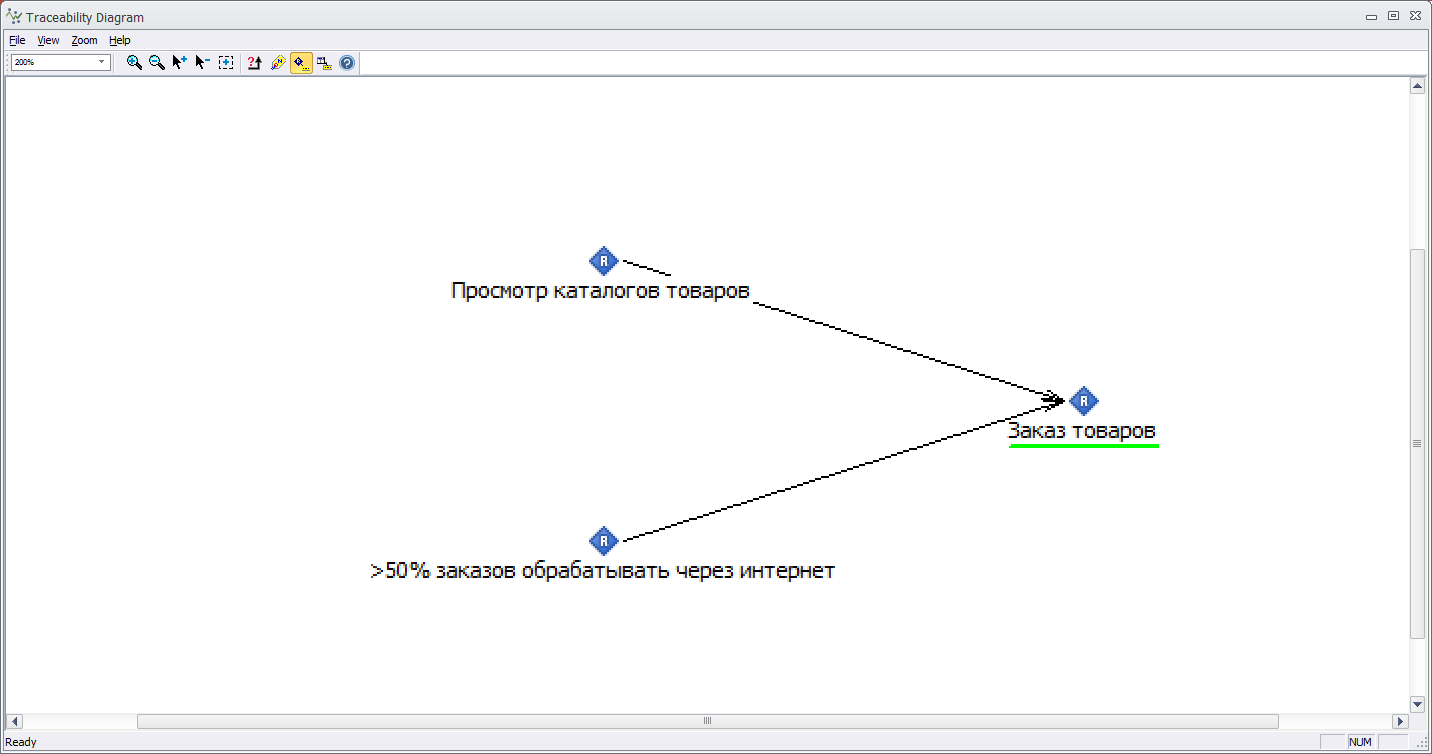 Traceability Diagram
File View Zoom Help
200%
R
Просмотр каталогов товаров
R
Заказ товаров
R
>50% заказов обрабатывать через интернет
Ready NUM